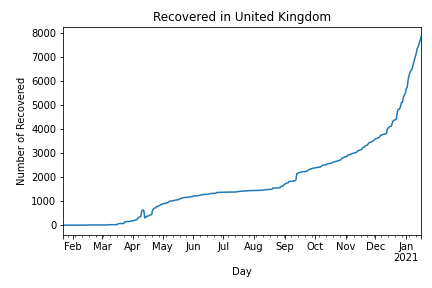 Recovered in United Kingdom
8000
7000
6000
5000
4000
3000
2000
1000
0
Number of Recovered
Feb Mar Apr May Jun Jul Aug Sep Oct Nov Dec Jan
2021
Day